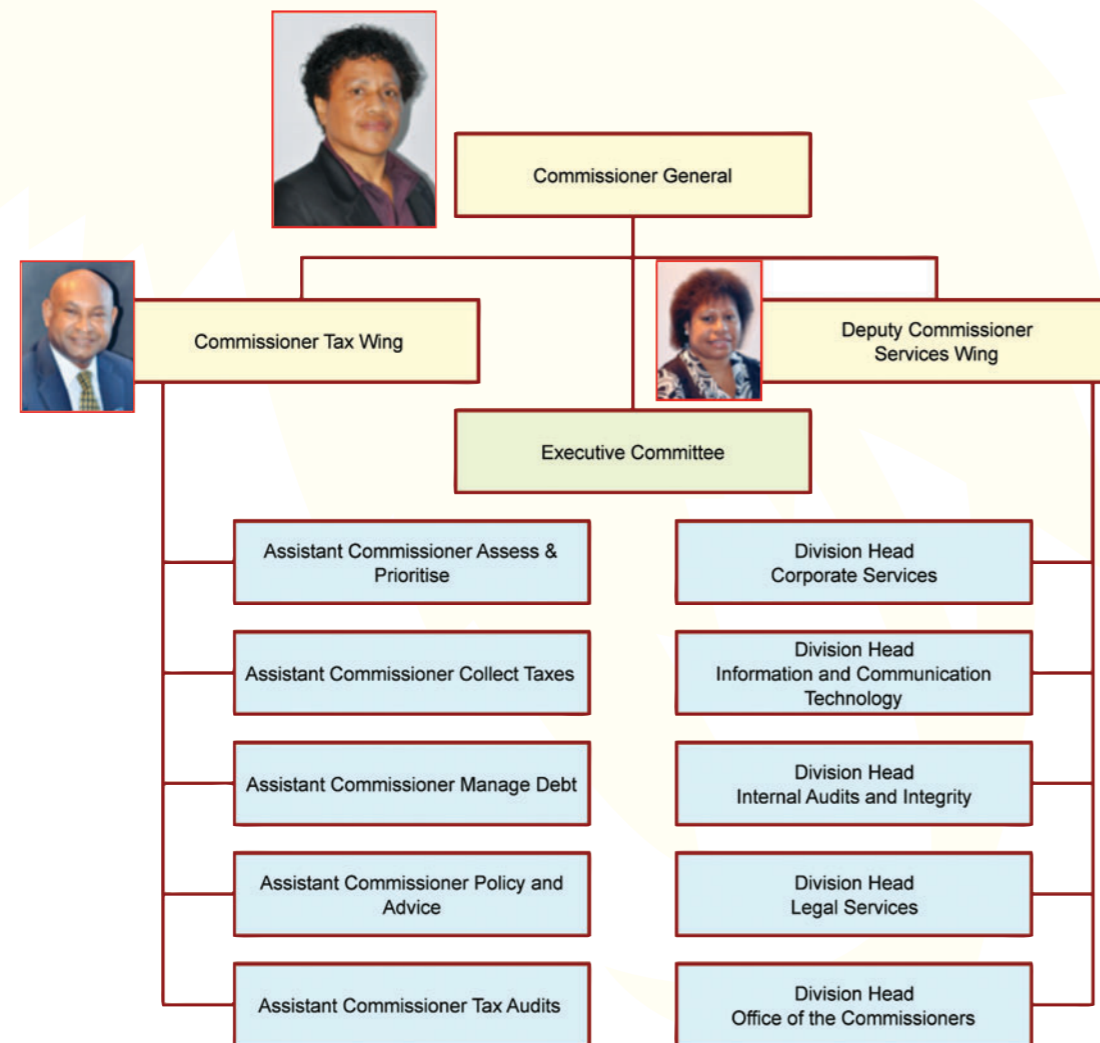 Commissioner General
Commissioner Tax Wing
Deputy Commissioner
Services Wing
Executive Committee
Assistant Commissioner Assess &
Prioritise
Division Head
Corporate Services
Assistant Commissioner Collect Taxes
Division Head
Information and Communication
Technology
Assistant Commissioner Manage Debt
Division Head
Internal Audits and Integrity
Assistant Commissioner Policy and
Advice
Division Head
Legal Services
Assistant Commissioner Tax Audits
Division Head
Office of the Commissioners